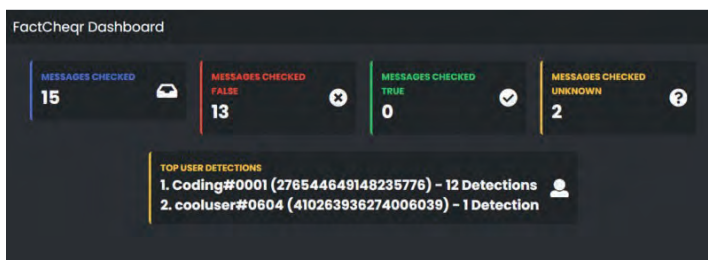 FactCheqr Dashboard
MESSAGES CHECKED
15
MESSAGES CHECKED
FALSE
13
MESSAGES CHECKED
TRUE
0
MESSAGES CHECKED
UNKNOWN
2
TOP USER DETECTIONS
1. Coding#0001 (276544649148235776) - 12 Detections
2. cooluser#0604 (410263936274006039) - 1 Detection